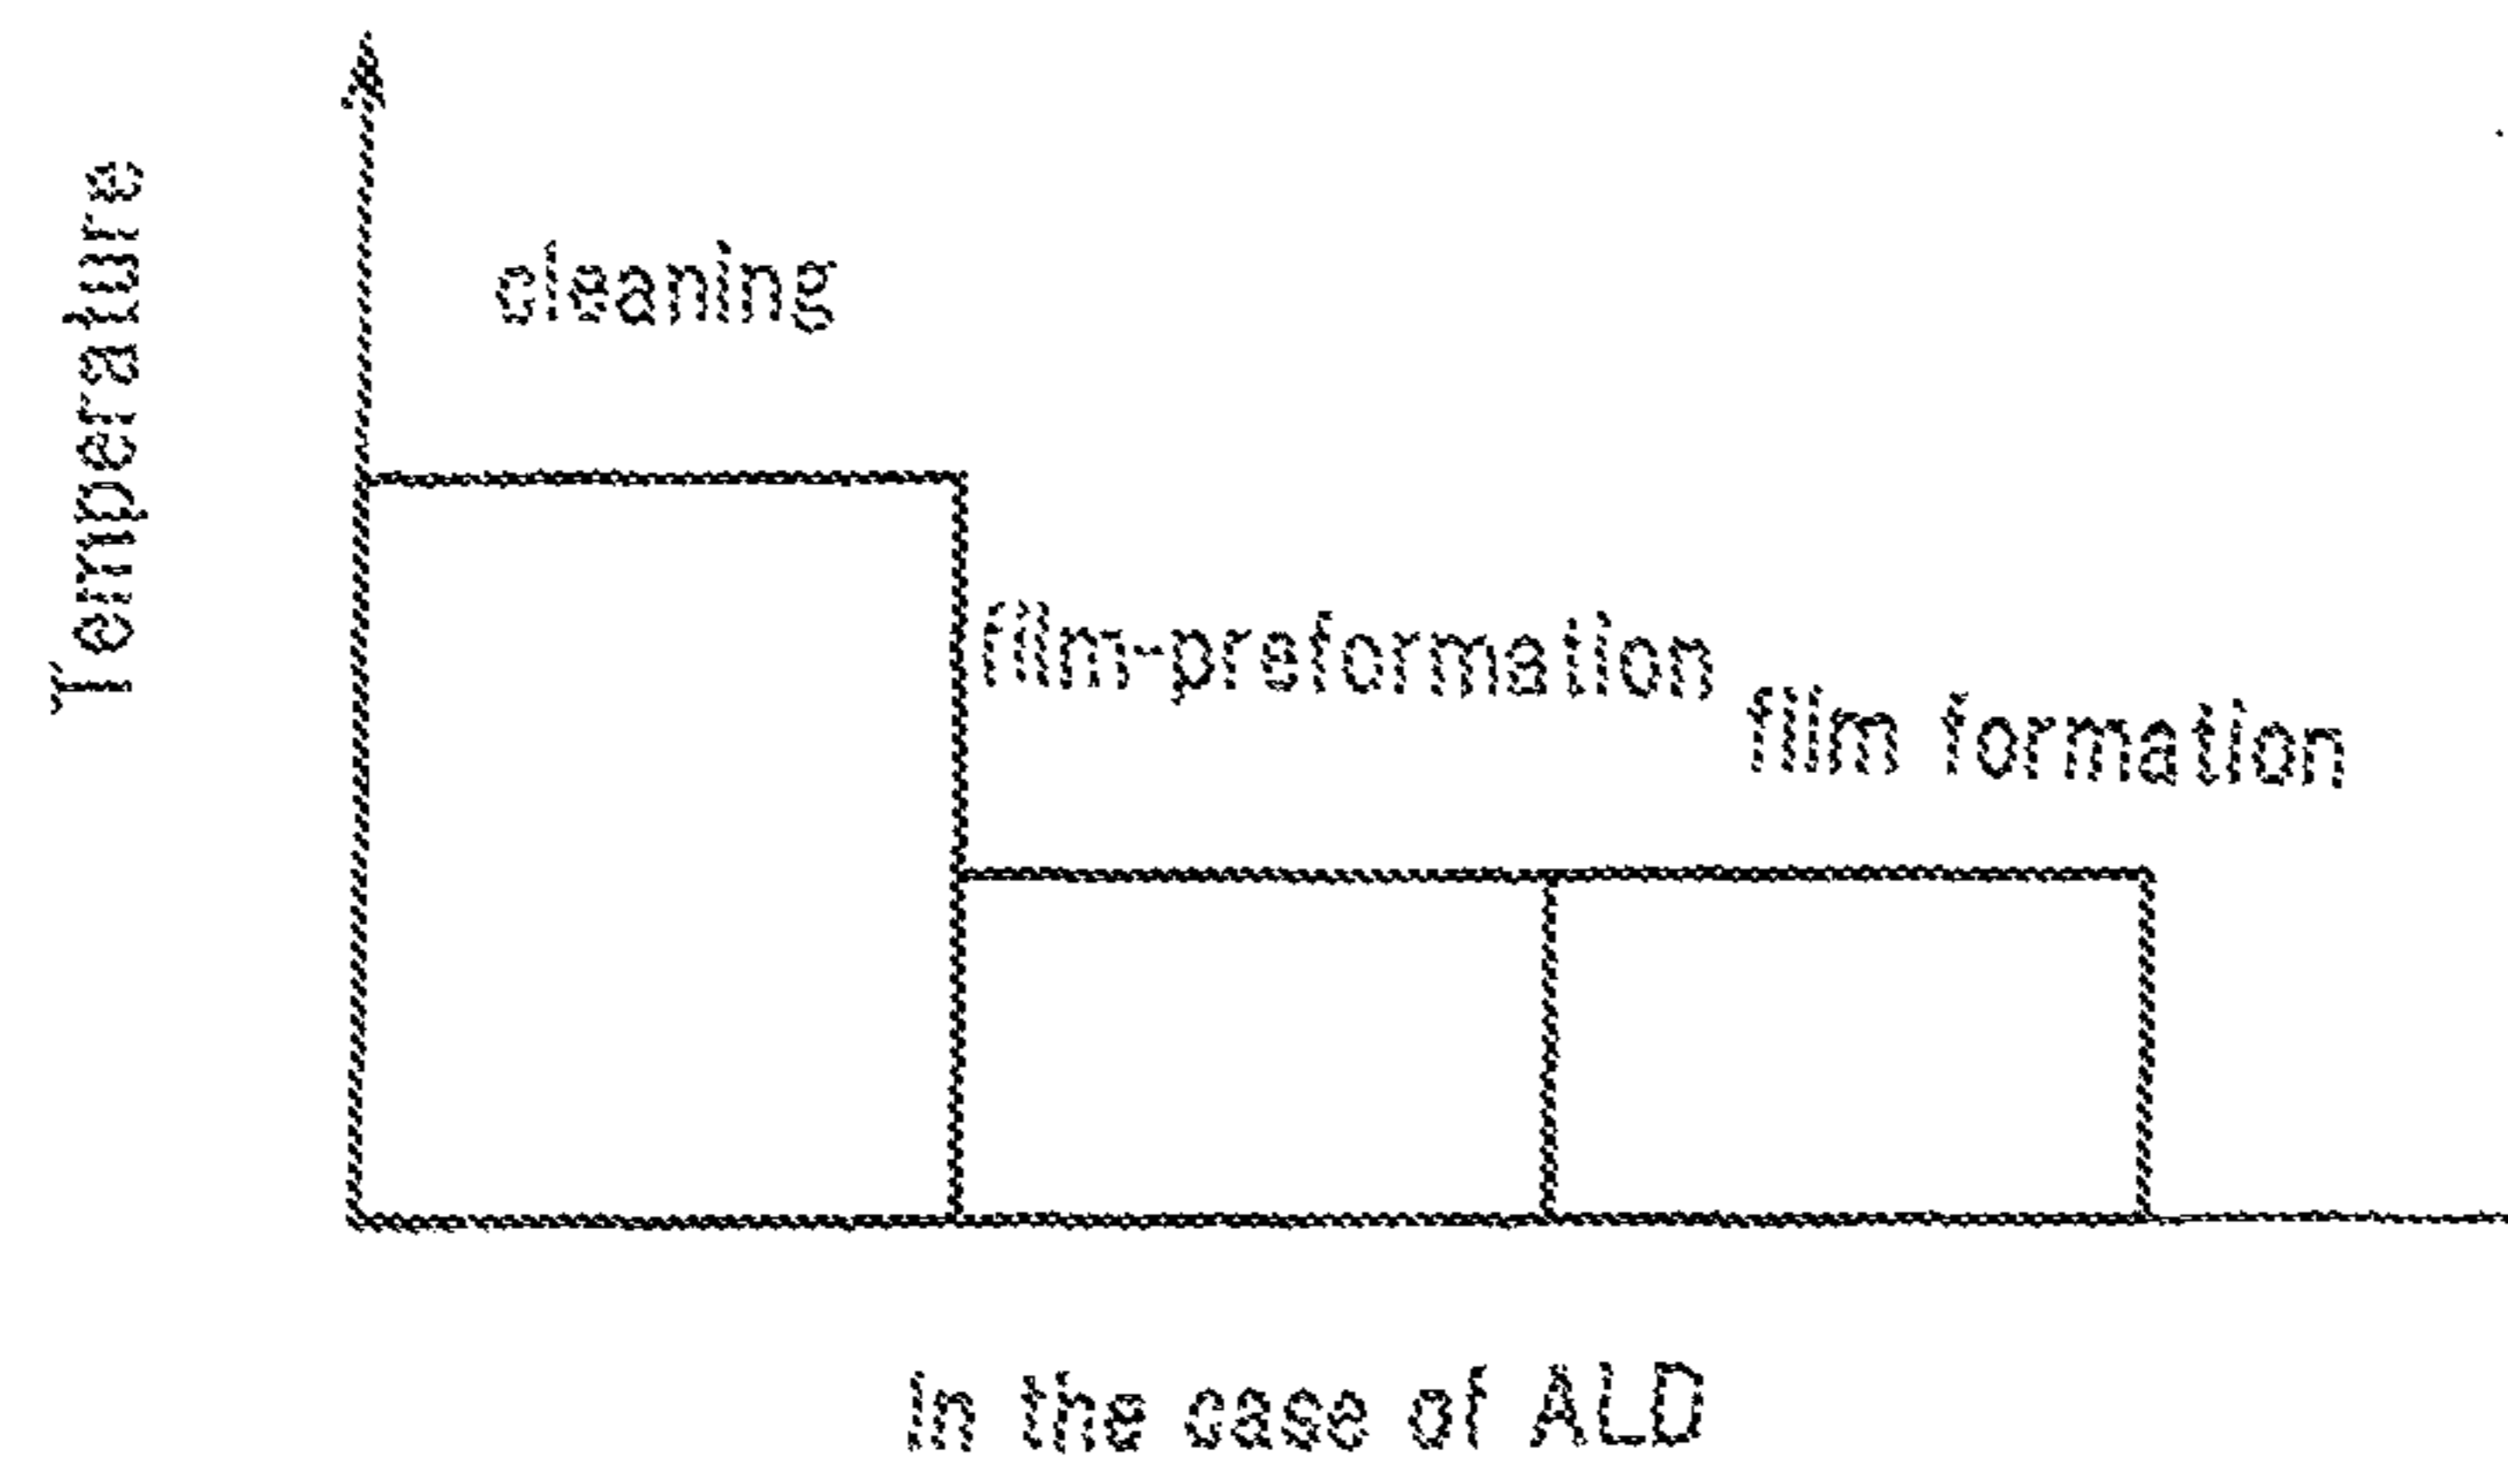 Temperature
cleaning
film-preformation
film formation
in the case of ALD